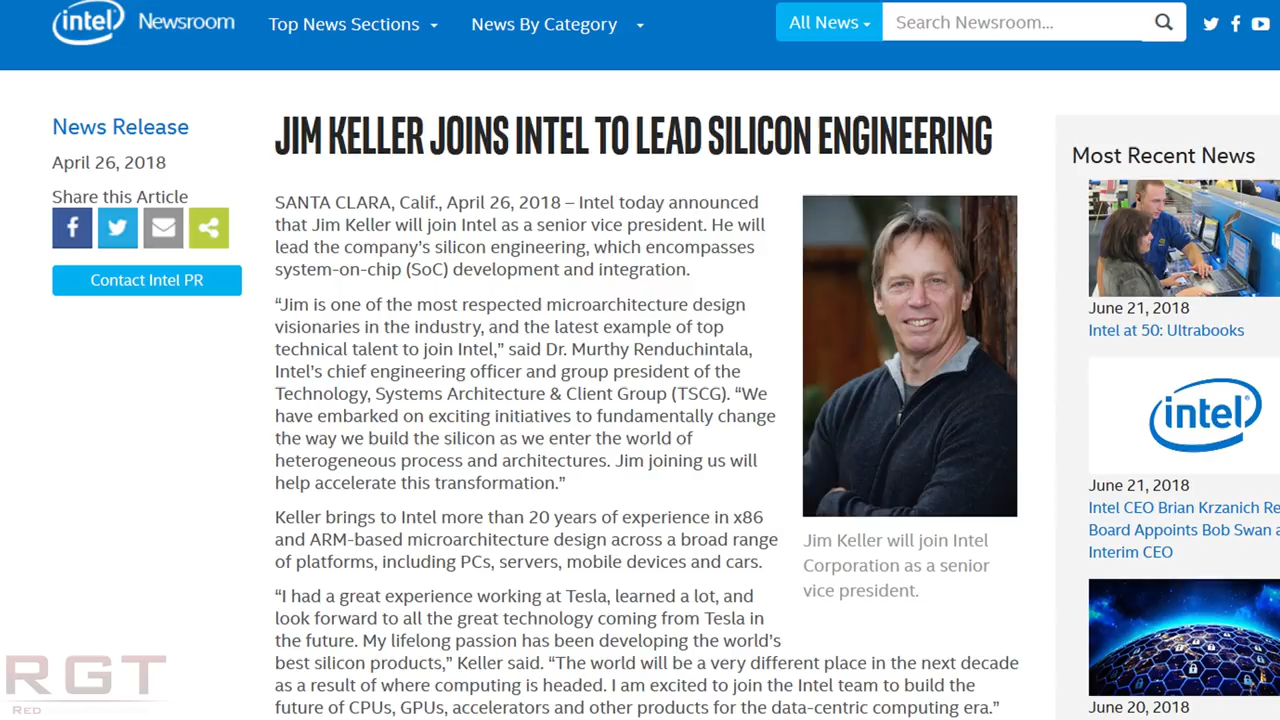 intel Newsroom Top News Sections News By Category All News Search Newsroom...
News Release
April 26, 2018
Share this Article
Contact Intel PR
JIM KELLER JOINS INTEL TO LEAD SILICON ENGINEERING
SANTA CLARA, Calif., April 26, 2018 – Intel today announced
that Jim Keller will join Intel as a senior vice president. He will
lead the company’s silicon engineering, which encompasses
system-on-chip (SoC) development and integration.
“Jim is one of the most respected microarchitecture design
visionaries in the industry, and the latest example of top
technical talent to join Intel,” said Dr. Murthy Renduchintala,
Intel’s chief engineering officer and group president of the
Technology, Systems Architecture & Client Group (TSCG). “We
have embarked on exciting initiatives to fundamentally change
the way we build the silicon as we enter the world of
heterogeneous process and architectures. Jim joining us will
help accelerate this transformation.”
Keller brings to Intel more than 20 years of experience in x86
and ARM-based microarchitecture design across a broad range
of platforms, including PCs, servers, mobile devices and cars.
“I had a great experience working at Tesla, learned a lot, and
look forward to all the great technology coming from Tesla in
the future. My lifelong passion has been developing the world’s
best silicon products,” Keller said. “The world will be a very different place in the next decade
as a result of where computing is headed. I am excited to join the Intel team to build the
future of CPUs, GPUs, accelerators and other products for the data-centric computing era.”
Jim Keller will join Intel
Corporation as a senior
vice president.
Most Recent News
June 21, 2018
Intel at 50: Ultrabooks
intel
June 21, 2018
Intel CEO Brian Krzanich Re
Board Appoints Bob Swan a
Interim CEO
June 20, 2018
RGT
RED